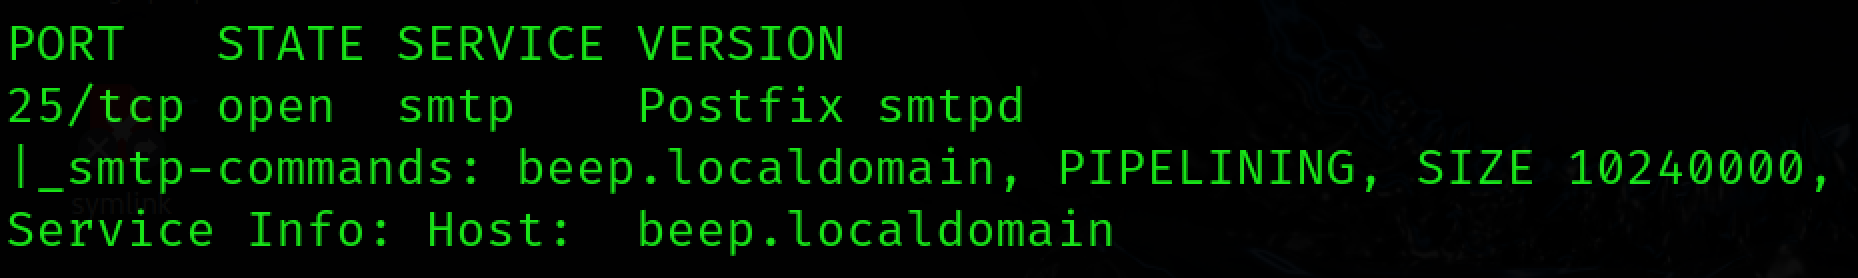 PORT   STATE SERVICE VERSION
25/tcp open  smtp    Postfix smtpd
|_smtp-commands: beep.localdomain, PIPELINING, SIZE 10240000,
symlink
Service Info: Host:  beep.localdomain